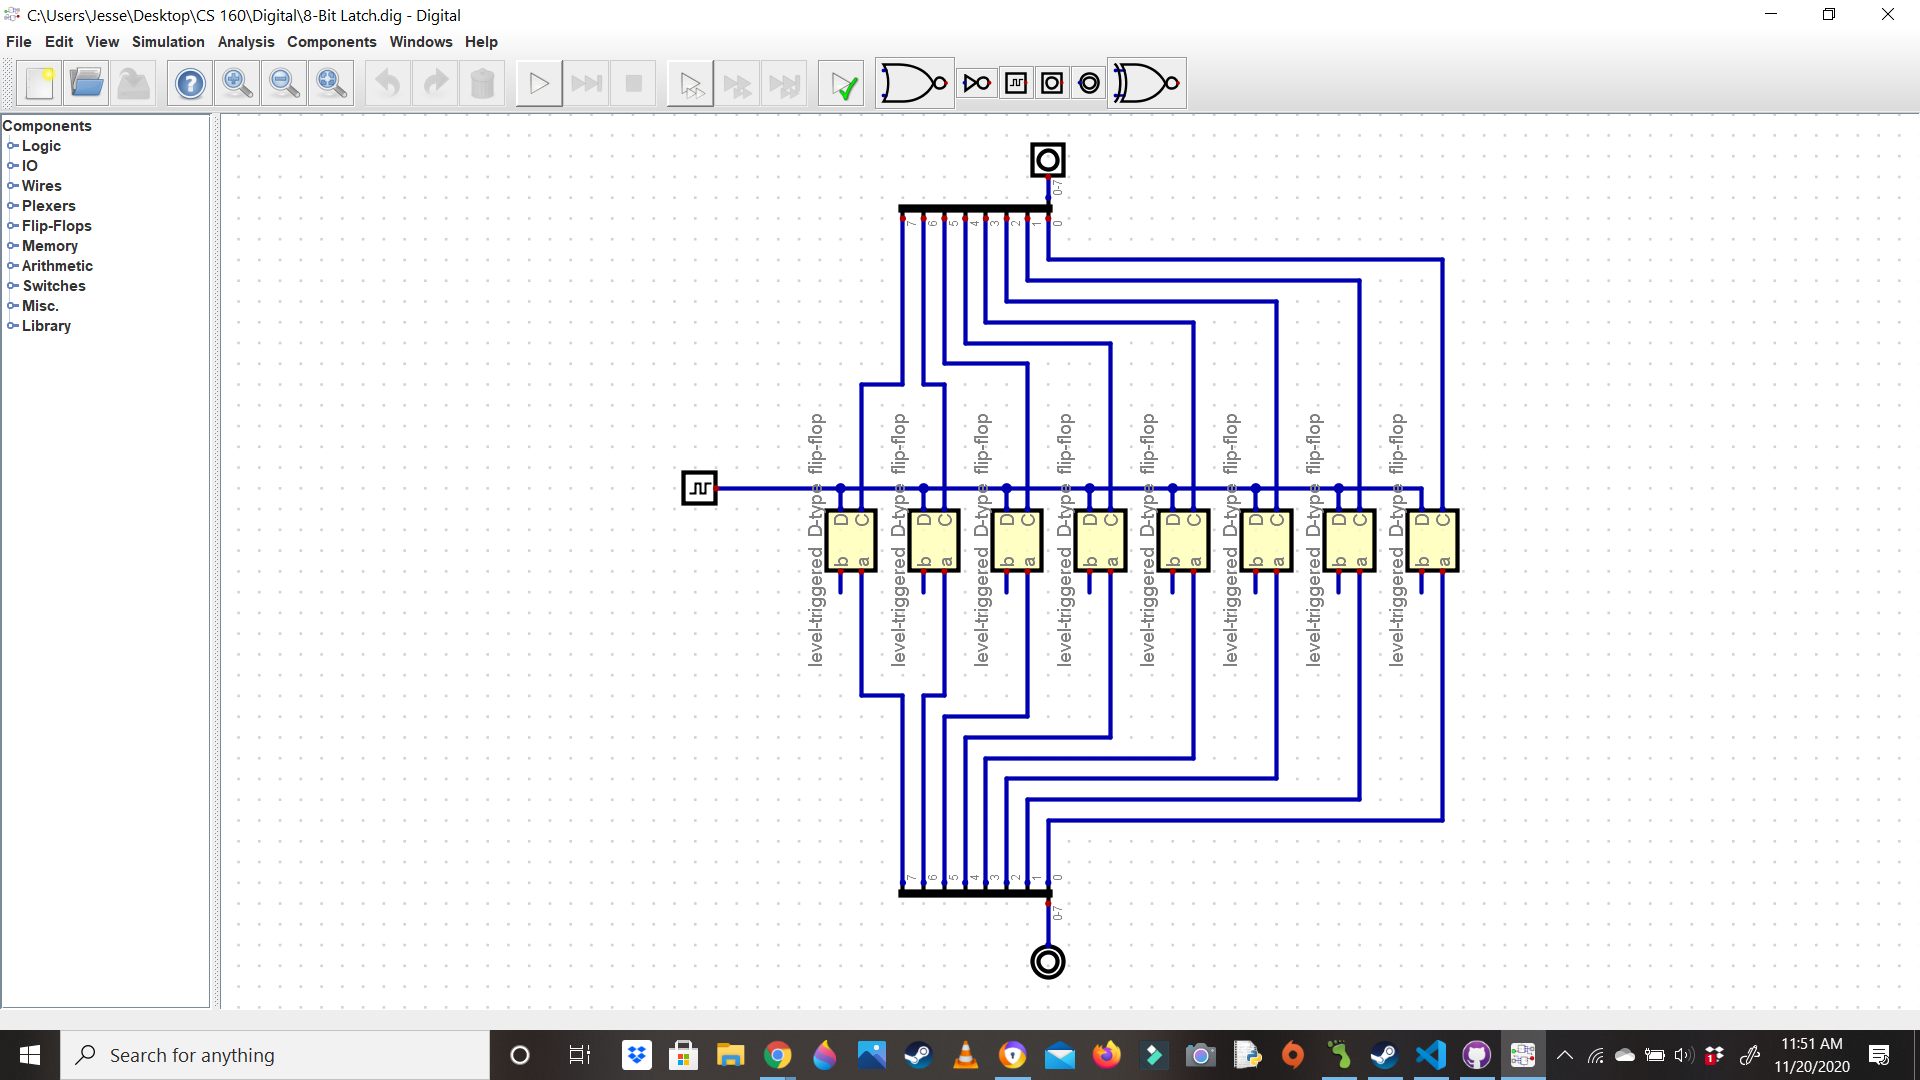 C:\Users\Jesse\Desktop\CS 160\Digital\8-Bit Latch.dig - Digital
File Edit View Simulation Analysis Components Windows Help
Components
Logic
IO
Wires
Plexers
Flip-Flops
Memory
Arithmetic
Switches
Misc.
Library
0-7
7 6 5 4 3 2 1 0
level-triggered D-type flip-flop
D C
b a
level-triggered D-type flip-flop
D C
b a
level-triggered D-type flip-flop
D C
b a
level-triggered D-type flip-flop
D C
b a
level-triggered D-type flip-flop
D C
b a
level-triggered D-type flip-flop
D C
b a
level-triggered D-type flip-flop
D C
b a
level-triggered D-type flip-flop
D C
b a
7 6 5 4 3 2 1 0
0-7
Search for anything
1
11:51 AM
11/20/2020